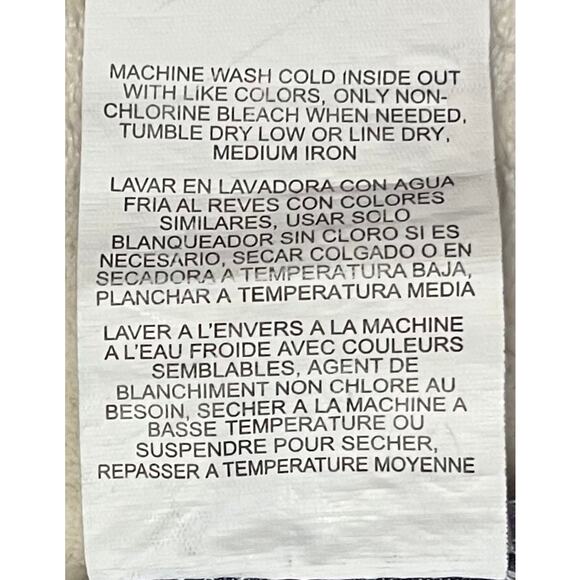 MACHINE WASH COLD INSIDE OUT
WITH LIKE COLORS, ONLY NON-
CHLORINE BLEACH WHEN NEEDED,
TUMBLE DRY LOW OR LINE DRY,
MEDIUM IRON
LAVAR EN LAVADORA CON AGUA
FRIA AL REVES CON COLORES
SIMILARES, USAR SOLO
BLANQUEADOR SIN CLORO SI ES
NECESARIO, SECAR COLGADO O EN
SECADORA A TEMPERATURA BAJA,
PLANCHAR A TEMPERATURA MEDIA
LAVER A L'ENVERS A LA MACHINE
A L'EAU FROIDE AVEC COULEURS
SEMBLABLES, AGENT DE
BLANCHIMENT NON CHLORE AU
BESOIN, SECHER A LA MACHINE A
BASSE TEMPERATURE OU
SUSPENDRE POUR SECHER,
REPASSER A TEMPERATURE MOYENNE